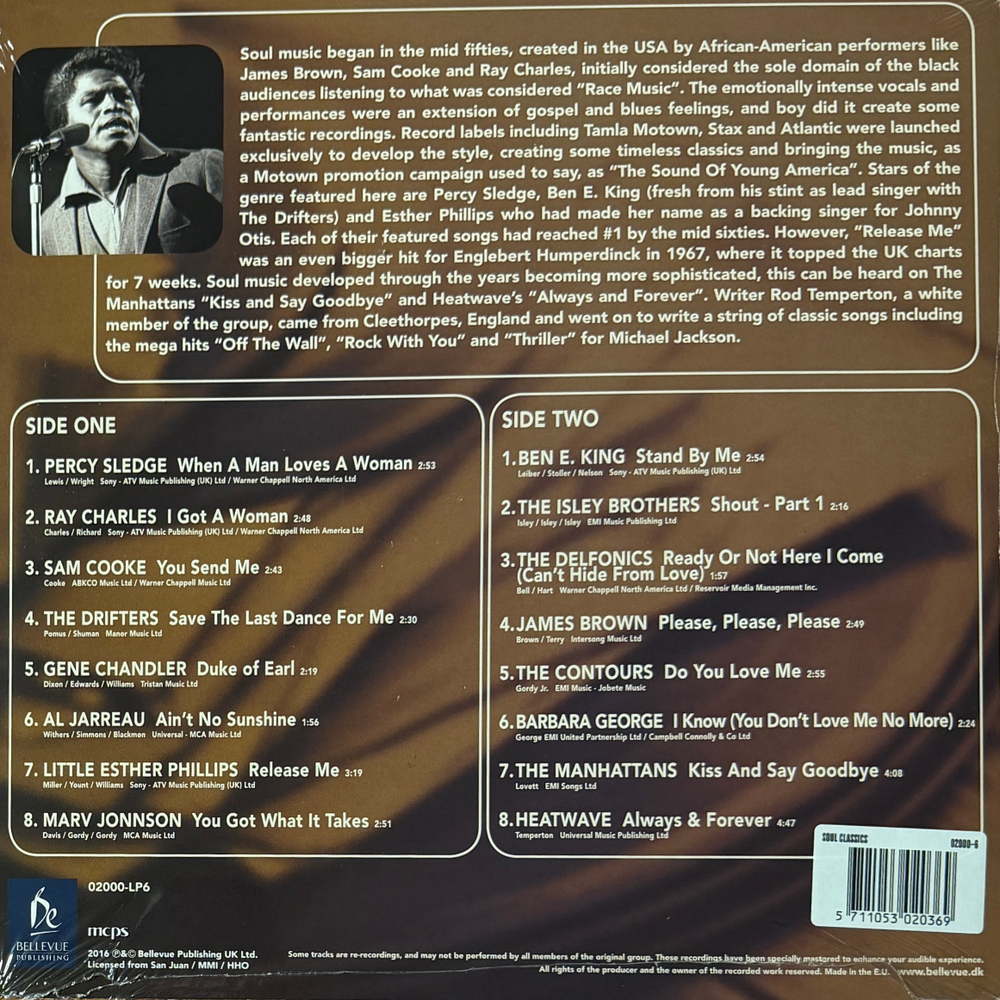 Soul music began in the mid fifties, created in the USA by African-American performers like
James Brown, Sam Cooke and Ray Charles, initially considered the sole domain of the black
audiences listening to what was considered “Race Music”. The emotionally intense vocals and
performances were an extension of gospel and blues feelings, and boy did it create some
fantastic recordings. Record labels including Tamla Motown, Stax and Atlantic were launched
exclusively to develop the style, creating some timeless classics and bringing the music, as
a Motown promotion campaign used to say, as “The Sound Of Young America”. Stars of the
genre featured here are Percy Sledge, Ben E. King (fresh from his stint as lead singer with
The Drifters) and Esther Phillips who had made her name as a backing singer for Johnny
Otis. Each of their featured songs had reached #1 by the mid sixties. However, “Release Me”
was an even bigger hit for Englebert Humperdinck in 1967, where it topped the UK charts
for 7 weeks. Soul music developed through the years becoming more sophisticated, this can be heard on The
Manhattans “Kiss and Say Goodbye” and Heatwave’s “Always and Forever”. Writer Rod Temperton, a white
member of the group, came from Cleethorpes, England and went on to write a string of classic songs including
the mega hits “Off The Wall”, “Rock With You” and “Thriller” for Michael Jackson.
SIDE ONE
1. PERCY SLEDGE When A Man Loves A Woman 2:53
Lewis / Wright Sony - ATV Music Publishing (UK) Ltd / Warner Chappell North America Ltd
2. RAY CHARLES I Got A Woman 2:48
Charles / Richard Sony - ATV Music Publishing (UK) Ltd / Warner Chappell North America Ltd
3. SAM COOKE You Send Me 2:43
Cooke ABKCO Music Ltd / Warner Chappell Music Ltd
4. THE DRIFTERS Save The Last Dance For Me 2:30
Pomus / Shuman Manor Music Ltd
5. GENE CHANDLER Duke of Earl 2:19
Dixon / Edwards / Williams Tristan Music Ltd
6. AL JARREAU Ain’t No Sunshine 1:56
Withers / Simmons / Blackmon Universal - MCA Music Ltd
7. LITTLE ESTHER PHILLIPS Release Me 3:19
Miller / Yount / Williams Sony - ATV Music Publishing (UK) Ltd
8. MARV JONNSON You Got What It Takes 2:51
Davis / Gordy / Gordy MCA Music Ltd
SIDE TWO
1. BEN E. KING Stand By Me 2:54
Leiber / Stoller / Nelson Sony - ATV Music Publishing (UK) Ltd
2. THE ISLEY BROTHERS Shout - Part 1 2:16
Isley / Isley / Isley EMI Music Publishing Ltd
3. THE DELFONICS Ready Or Not Here I Come
(Can’t Hide From Love) 1:57
Bell / Hart Warner Chappell North America Ltd / Reservoir Media Management Inc.
4. JAMES BROWN Please, Please, Please 2:49
Brown / Terry Intersong Music Ltd
5. THE CONTOURS Do You Love Me 2:55
Gordy Jr. EMI Music - Jobete Music
6. BARBARA GEORGE I Know (You Don’t Love Me No More) 2:24
George EMI United Partnership Ltd / Campbell Connolly & Co Ltd
7. THE MANHATTANS Kiss And Say Goodbye 4:08
Lovett EMI Songs Ltd
8. HEATWAVE Always & Forever 4:47
Temperton Universal Music Publishing Ltd
SOUL CLASSICS 02000-6
5 711053 020369
Be
BELLEVUE
PUBLISHING
02000-LP6
mcps
2016 ℗&© Bellevue Publishing UK Ltd.
Licensed from San Juan / MMI / HHO
Some tracks are re-recordings, and may not be performed by all members of the original group. These recordings have been specially mastered to enhance your audible experience.
All rights of the producer and the owner of the recorded work reserved. Made in the E.U. www.bellevue.dk